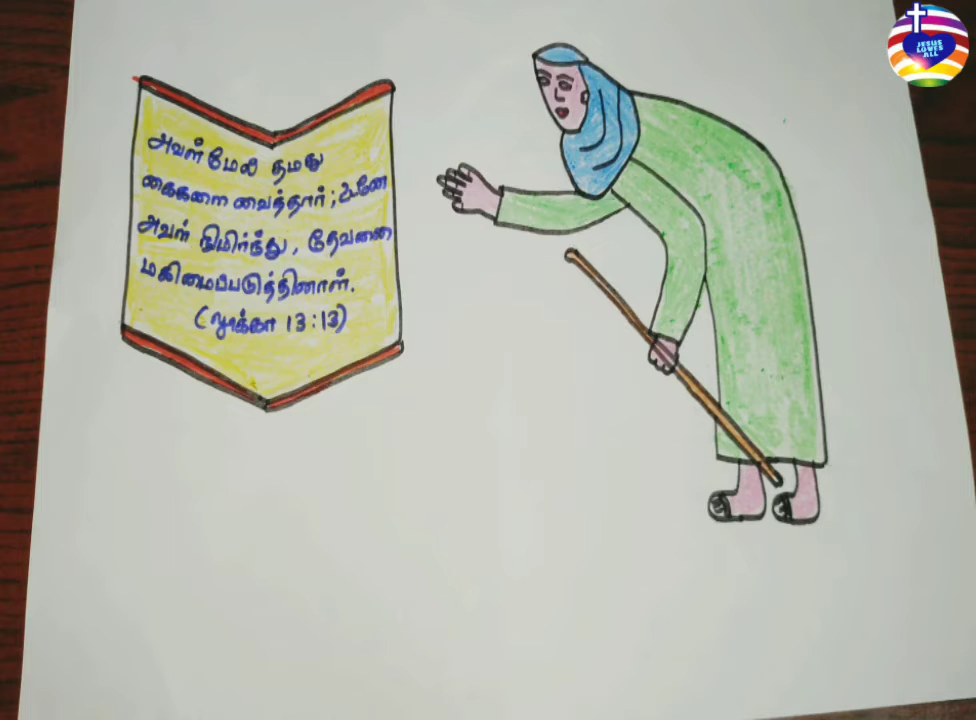 அவள்மேல் தமது
கைகளை வைத்தார்; உடனே
அவள் நிமிர்ந்து, தேவனை
மகிமைப்படுத்தினாள்.
(லூக்கா 13:13)
JESUS
LOVES
ALL